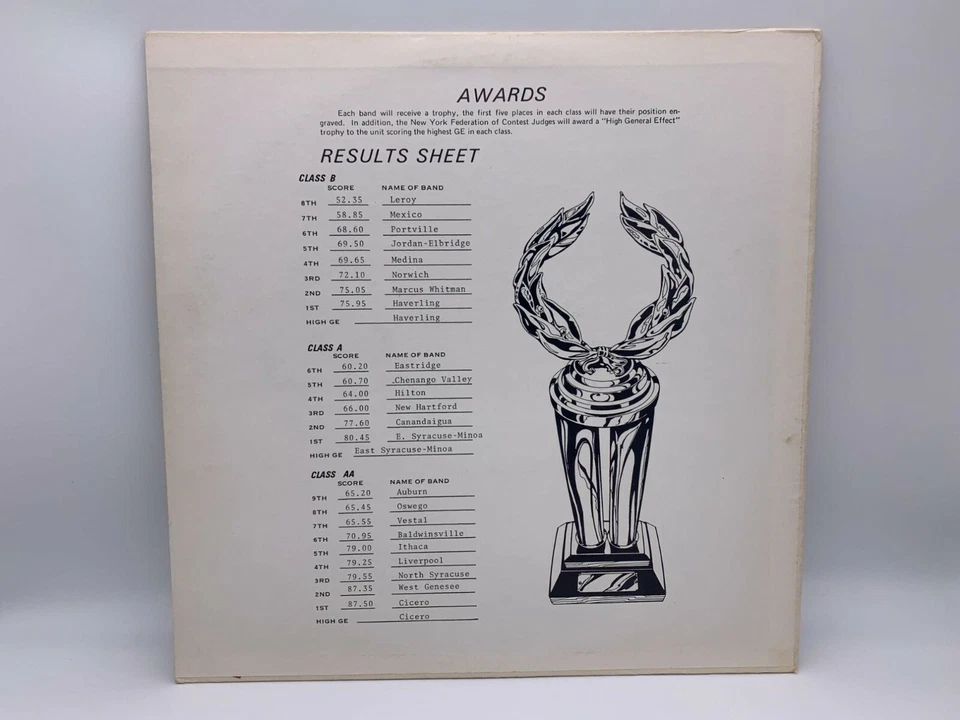 AWARDS
Each band will receive a trophy, the first five places in each class will have their position en-
graved. In addition, the New York Federation of Contest Judges will award a "High General Effect"
trophy to the unit scoring the highest GE in each class.
RESULTS SHEET
CLASS B
SCORE NAME OF BAND
8TH 52.35 Leroy
7TH 58.85 Mexico
6TH 68.60 Portville
5TH 69.50 Jordan-Elbridge
4TH 69.65 Medina
3RD 72.10 Norwich
2ND 75.05 Marcus Whitman
1ST 75.95 Haverling
HIGH GE Haverling
CLASS A
SCORE NAME OF BAND
6TH 60.20 Eastridge
5TH 60.70 Chenango Valley
4TH 64.00 Hilton
3RD 66.00 New Hartford
2ND 77.60 Canandaigua
1ST 80.45 E. Syracuse-Minoa
HIGH GE East Syracuse-Minoa
CLASS AA
SCORE NAME OF BAND
9TH 65.20 Auburn
8TH 65.45 Oswego
7TH 65.55 Vestal
6TH 70.95 Baldwinsville
5TH 79.00 Ithaca
4TH 79.25 Liverpool
3RD 79.55 North Syracuse
2ND 87.35 West Genesee
1ST 87.50 Cicero
HIGH GE Cicero